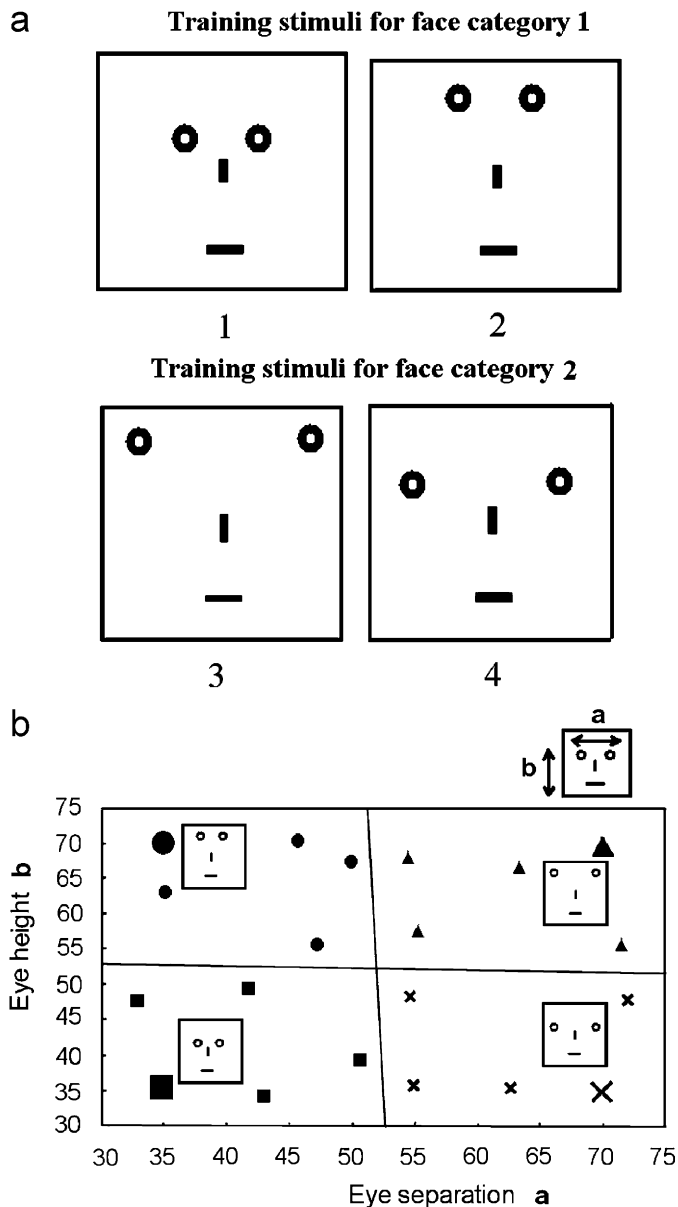 a
Training stimuli for face category 1
1 2
Training stimuli for face category 2
3 4
b
a
b
75
70
65
60
55
50
45
40
35
30
Eye height b
30 35 40 45 50 55 60 65 70 75
Eye separation a